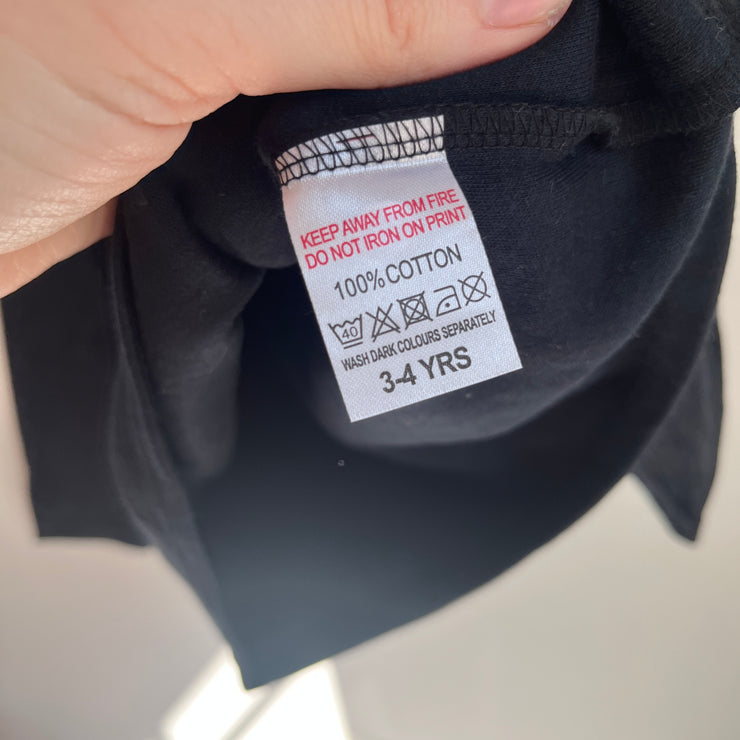 KEEP AWAY FROM FIRE
DO NOT IRON ON PRINT
100% COTTON
40
WASH DARK COLOURS SEPARATELY
3-4 YRS